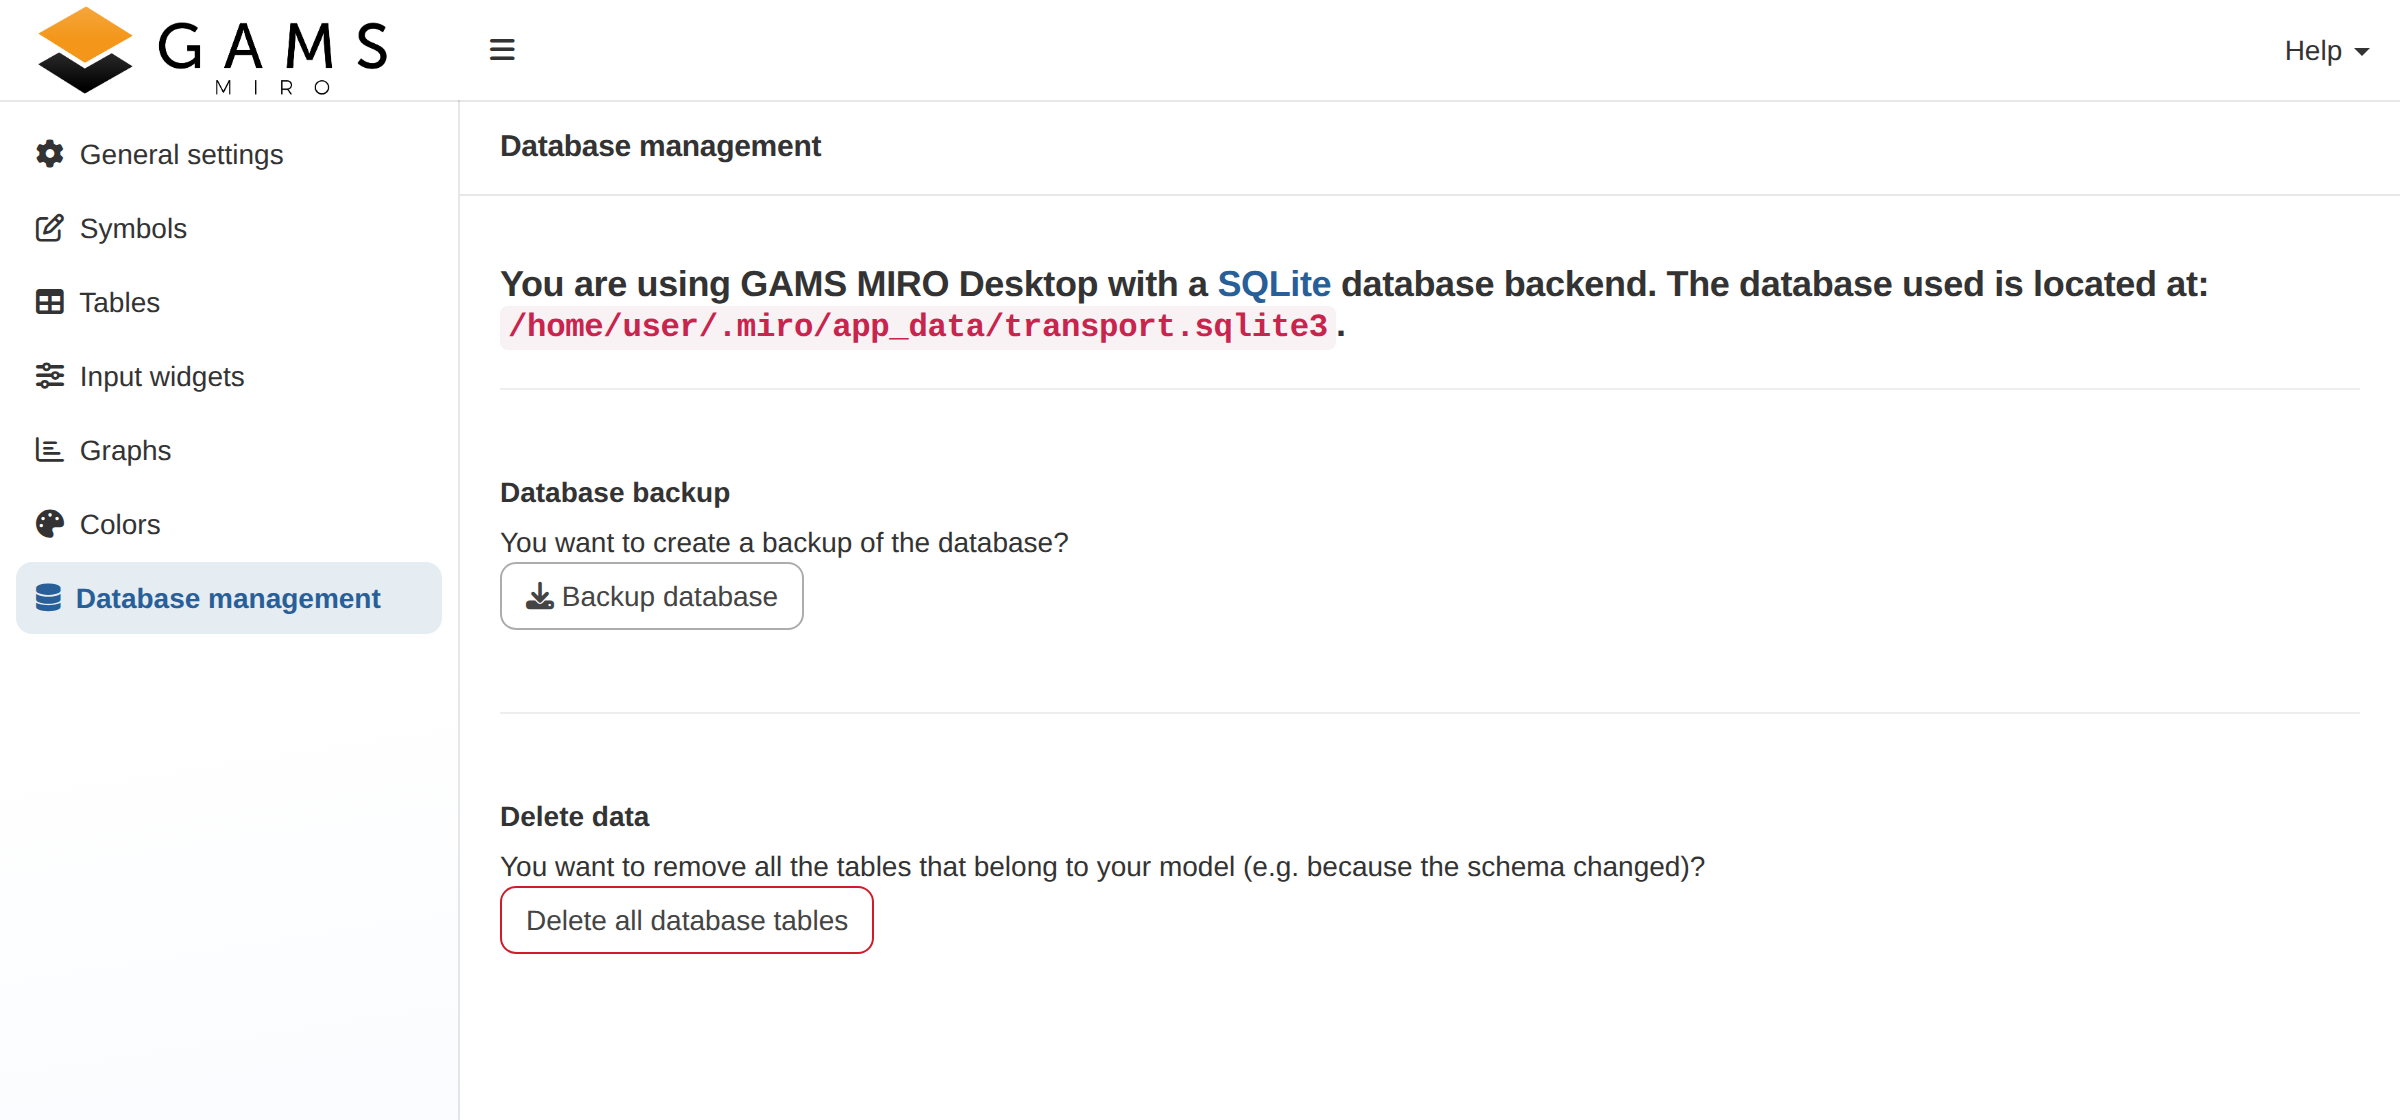 GAMS
MIRO
Help
General settings
Symbols
Tables
Input widgets
Graphs
Colors
Database management
Database management
You are using GAMS MIRO Desktop with a SQLite database backend. The database used is located at:
/home/user/.miro/app_data/transport.sqlite3.
Database backup
You want to create a backup of the database?
Backup database
Delete data
You want to remove all the tables that belong to your model (e.g. because the schema changed)?
Delete all database tables